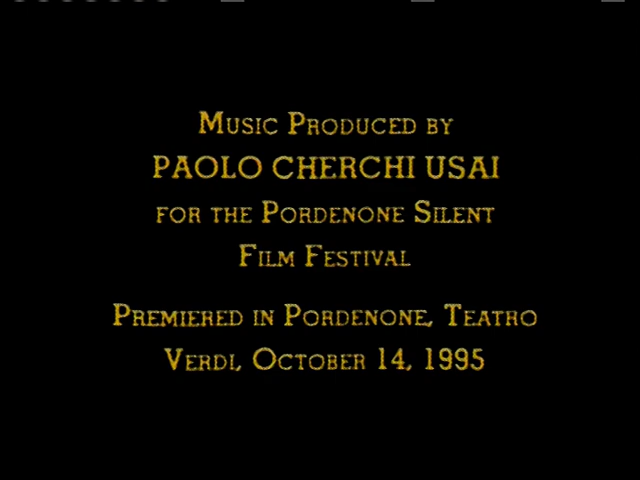 Music Produced by
PAOLO CHERCHI USAI
for the Pordenone Silent
Film Festival
Premiered in Pordenone, Teatro
Verdi, October 14, 1995